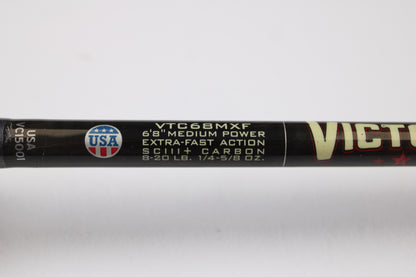 USA
VC15001
USA
VTC68MXF
6'8" MEDIUM POWER
EXTRA-FAST ACTION
SCIII+ CARBON
8-20 LB. 1/4-5/8 OZ.
VICTO